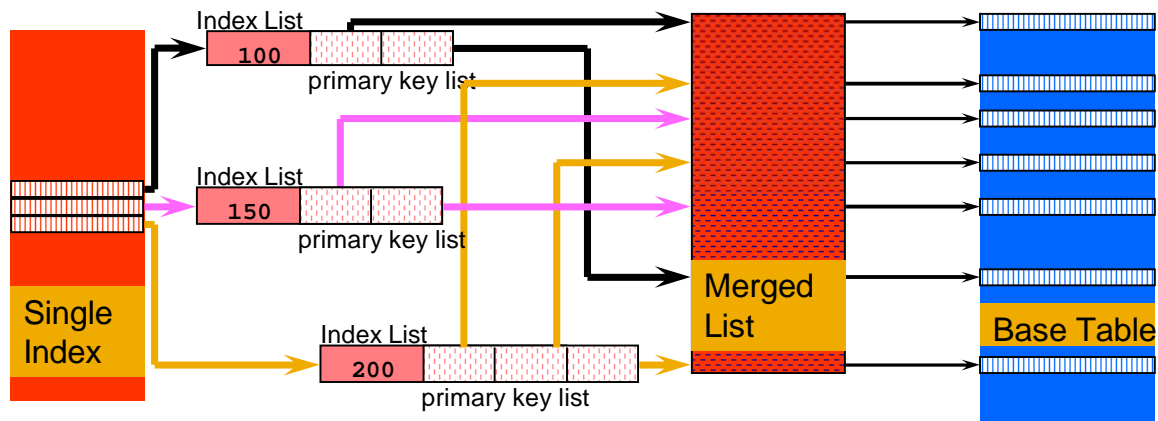 Index List
100
primary key list
Index List
150
primary key list
Single
Index
Index List
200
primary key list
Merged
List
Base Table